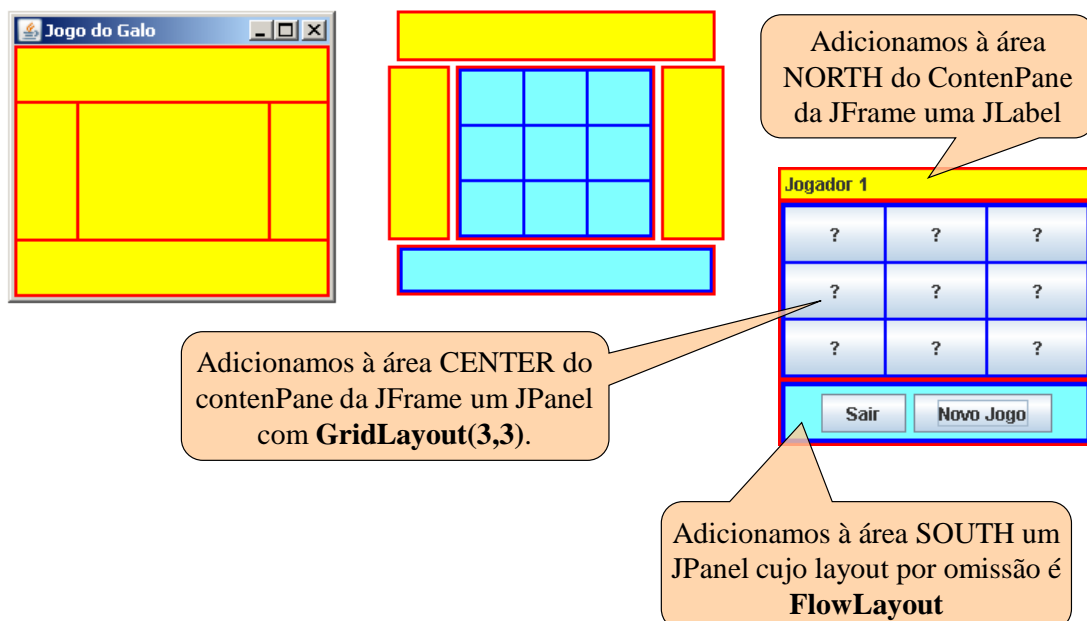 Jogo do Galo
Adicionamos à área
NORTH do ContenPane
da JFrame uma JLabel
Jogador 1
? ? ?
? ? ?
? ? ?
Sair Novo Jogo
Adicionamos à área CENTER do
contenPane da JFrame um JPanel
com GridLayout(3,3).
Adicionamos à área SOUTH um
JPanel cujo layout por omissão é
FlowLayout